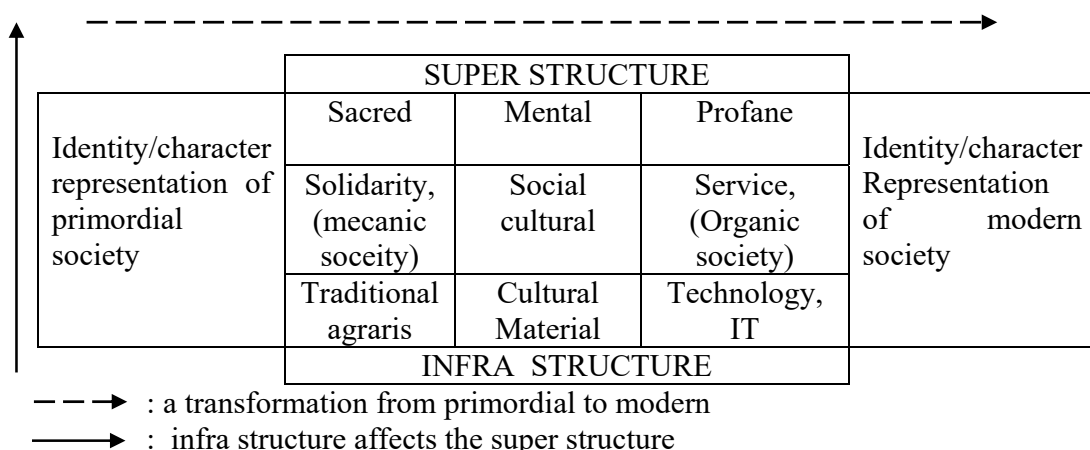 SUPER STRUCTURE
Identity/character
representation of
primordial
society
Sacred
Mental
Profane
Solidarity,
(mecanic
soceity)
Social
cultural
Service,
(Organic
society)
Traditional
agraris
Cultural
Material
Technology,
IT
Identity/character
Representation
of modern
society
INFRA STRUCTURE
: a transformation from primordial to modern
: infra structure affects the super structure